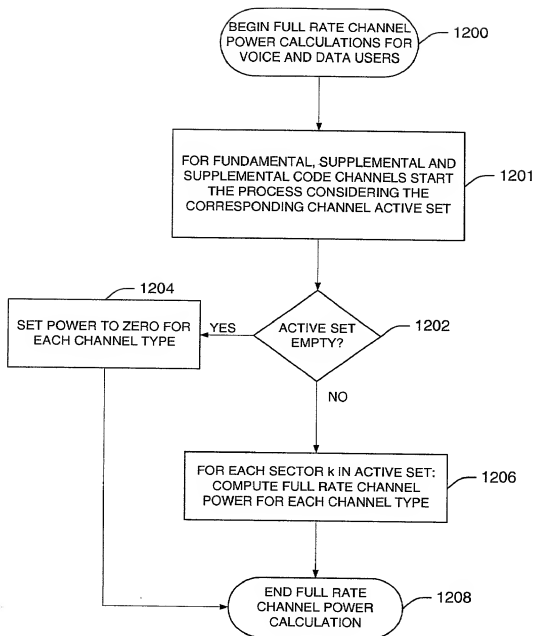 BEGIN FULL RATE CHANNEL
POWER CALCULATIONS FOR
VOICE AND DATA USERS
1200
FOR FUNDAMENTAL, SUPPLEMENTAL AND
SUPPLEMENTAL CODE CHANNELS START
THE PROCESS CONSIDERING THE
CORRESPONDING CHANNEL ACTIVE SET
1201
1204
SET POWER TO ZERO FOR
EACH CHANNEL TYPE
YES
ACTIVE SET
EMPTY?
1202
NO
FOR EACH SECTOR k IN ACTIVE SET:
COMPUTE FULL RATE CHANNEL
POWER FOR EACH CHANNEL TYPE
1206
END FULL RATE
CHANNEL POWER
CALCULATION
1208